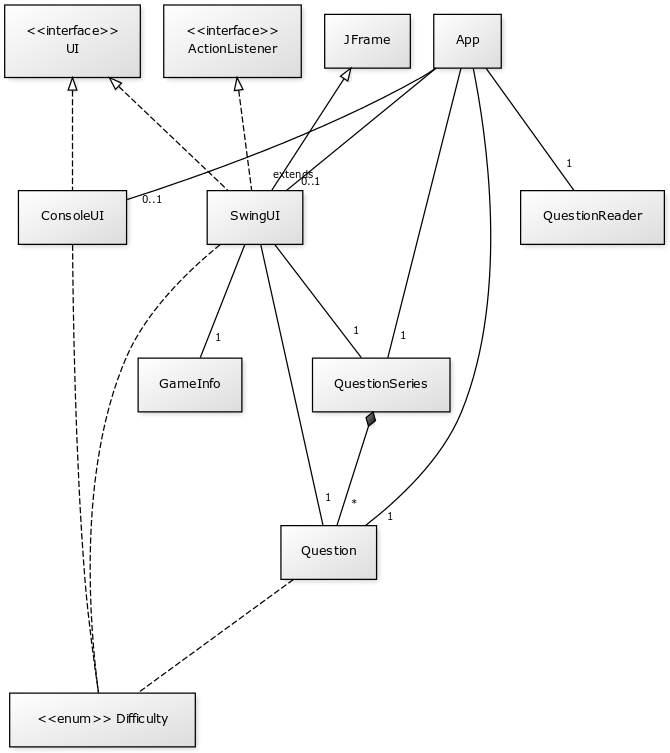 <<interface>>
UI
<<interface>>
ActionListener
JFrame
App
extends
0..1
0..1
1
ConsoleUI
SwingUI
QuestionReader
1
1
1
GameInfo
QuestionSeries
1
*
1
Question
<<enum>> Difficulty